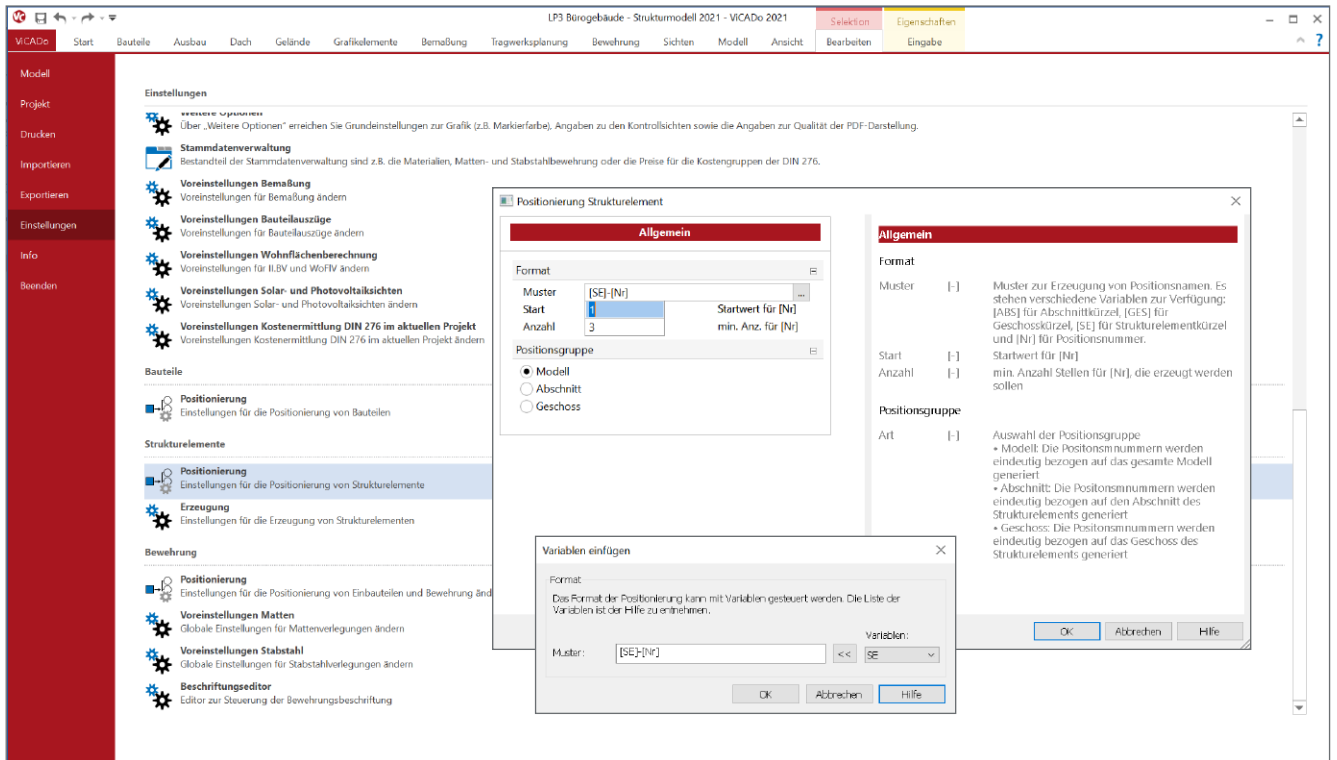 LP3 Bürogebäude - Strukturmodell 2021 - ViCADo 2021
Selektion
Eigenschaften
ViCADo Start Bauteile Ausbau Dach Gelände Grafikelemente Bemaßung Tragwerksplanung Bewehrung Sichten Modell Ansicht Bearbeiten Eingabe
Modell
Projekt
Drucken
Importieren
Exportieren
Einstellungen
Info
Beenden
Einstellungen
Weitere Optionen
Über „Weitere Optionen" erreichen Sie Grundeinstellungen zur Grafik (z.B. Markierfarbe), Angaben zu den Kontrollsichten sowie die Angaben zur Qualität der PDF-Darstellung.
Stammdatenverwaltung
Bestandteil der Stammdatenverwaltung sind z.B. die Materialien, Matten- und Stabstahlbewehrung oder die Preise für die Kostengruppen der DIN 276.
Voreinstellungen Bemaßung
Voreinstellungen für Bemaßung ändern
Voreinstellungen Bauteilauszüge
Voreinstellungen für Bauteilauszüge ändern
Voreinstellungen Wohnflächenberechnung
Voreinstellungen für II.BV und WoFlV ändern
Voreinstellungen Solar- und Photovoltaiksichten
Voreinstellungen Solar- und Photovoltaiksichten ändern
Voreinstellungen Kostenermittlung DIN 276 im aktuellen Projekt
Voreinstellungen Kostenermittlung DIN 276 im aktuellen Projekt ändern
Bauteile
Positionierung
Einstellungen für die Positionierung von Bauteilen
Strukturelemente
Positionierung
Einstellungen für die Positionierung von Strukturelemente
Erzeugung
Einstellungen für die Erzeugung von Strukturelementen
Bewehrung
Positionierung
Einstellungen für die Positionierung von Einbauteilen und Bewehrung änd
Voreinstellungen Matten
Globale Einstellungen für Mattenverlegungen ändern
Voreinstellungen Stabstahl
Globale Einstellungen für Stabstahlverlegungen ändern
Beschriftungseditor
Editor zur Steuerung der Bewehrungsbeschriftung
Positionierung Strukturelement
Allgemein
Format
Muster [SE]-[Nr] ...
Start 1 Startwert für [Nr]
Anzahl 3 min. Anz. für [Nr]
Positionsgruppe
Modell
Abschnitt
Geschoss
Allgemein
Format
Muster [-] Muster zur Erzeugung von Positionsnamen. Es
stehen verschiedene Variablen zur Verfügung:
[ABS] für Abschnittkürzel, [GES] für
Geschosskürzel, [SE] für Strukturelementkürzel
und [Nr] für Positionsnummer.
Start [-] Startwert für [Nr]
Anzahl [-] min. Anzahl Stellen für [Nr], die erzeugt werden
sollen
Positionsgruppe
Art [-] Auswahl der Positionsgruppe
• Modell: Die Positonsmnummern werden
eindeutig bezogen auf das gesamte Modell
generiert
• Abschnitt: Die Positonsmnummern werden
eindeutig bezogen auf den Abschnitt des
Strukturelements generiert
• Geschoss: Die Positonsmnummern werden
eindeutig bezogen auf das Geschoss des
Strukturelements generiert
OK Abbrechen Hilfe
Variablen einfügen
Format
Das Format der Positionierung kann mit Variablen gesteuert werden. Die Liste der
Variablen ist der Hilfe zu entnehmen.
Variablen:
Muster: [SE]-[Nr] << SE
OK Abbrechen Hilfe